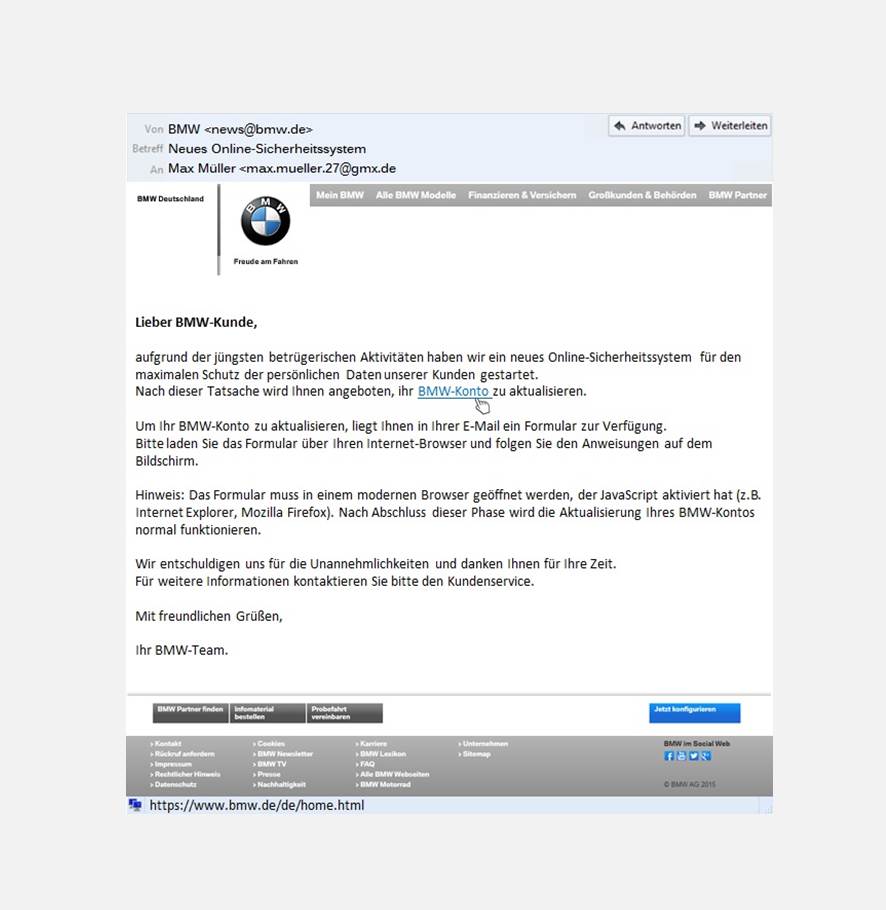 Von BMW <news@bmw.de>
Antworten Weiterleiten
Betreff Neues Online-Sicherheitssystem
An Max Müller <max.mueller.27@gmx.de
BMW Deutschland
BMW
Freude am Fahren
Mein BMW Alle BMW Modelle Finanzieren & Versichern Großkunden & Behörden BMW Partner
Lieber BMW-Kunde,
aufgrund der jüngsten betrügerischen Aktivitäten haben wir ein neues Online-Sicherheitssystem für den
maximalen Schutz der persönlichen Daten unserer Kunden gestartet.
Nach dieser Tatsache wird Ihnen angeboten, ihr BMW-Konto zu aktualisieren.
Um Ihr BMW-Konto zu aktualisieren, liegt Ihnen in Ihrer E-Mail ein Formular zur Verfügung.
Bitte laden Sie das Formular über Ihren Internet-Browser und folgen Sie den Anweisungen auf dem
Bildschirm.
Hinweis: Das Formular muss in einem modernen Browser geöffnet werden, der JavaScript aktiviert hat (z.B.
Internet Explorer, Mozilla Firefox). Nach Abschluss dieser Phase wird die Aktualisierung Ihres BMW-Kontos
normal funktionieren.
Wir entschuldigen uns für die Unannehmlichkeiten und danken Ihnen für Ihre Zeit.
Für weitere Informationen kontaktieren Sie bitte den Kundenservice.
Mit freundlichen Grüßen,
Ihr BMW-Team.
BMW Partner finden
Infomaterial
bestellen
Probefahrt
vereinbaren
Jetzt konfigurieren
› Kontakt
› Rückruf anfordern
› Impressum
› Rechtlicher Hinweis
› Datenschutz
› Cookies
› BMW Newsletter
› BMW TV
› Presse
› Nachhaltigkeit
› Karriere
› BMW Lexikon
› FAQ
› Alle BMW Webseiten
› BMW Motorrad
› Unternehmen
› Sitemap
BMW im Social Web
© BMW AG 2015
https://www.bmw.de/de/home.html